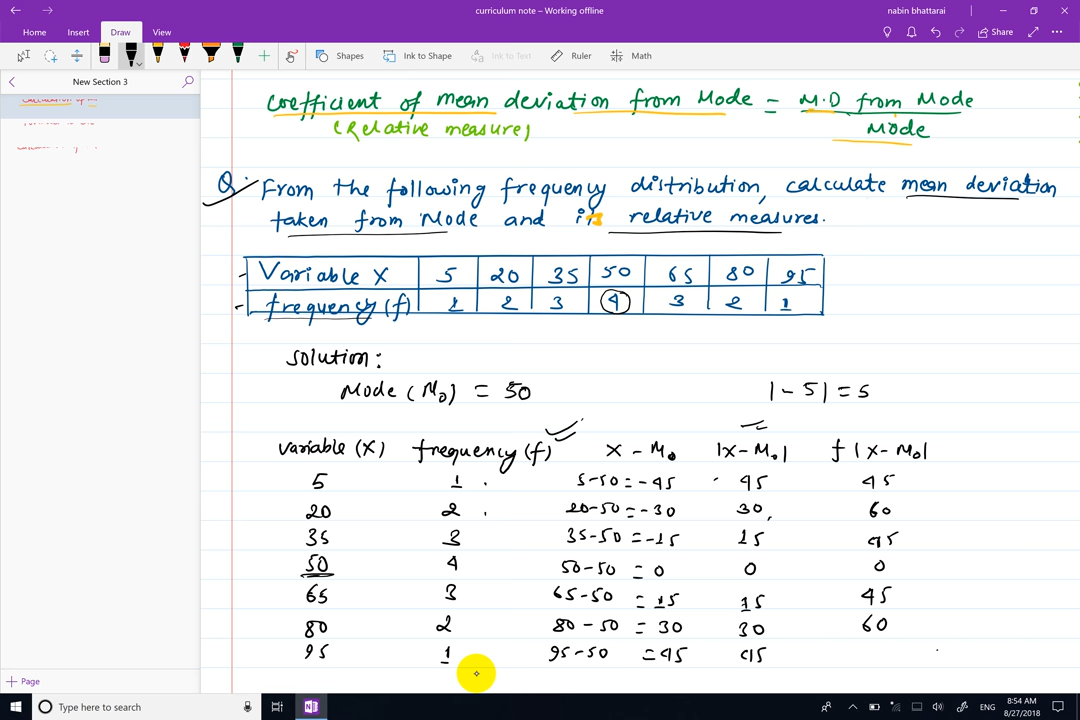 curriculum note – Working offline
nabin bhattarai
Home Insert Draw View
Share
Shapes Ink to Shape Ink to Text Ruler Math
New Section 3
Coefficient of mean deviation from Mode = M.D from Mode
(Relative measure) Mode
Q. From the following frequency distribution, calculate mean deviation
taken from Mode and its relative measures.
Variable X 5 20 35 50 65 80 95
frequency (f) 1 2 3 4 3 2 1
Solution:
Mode (M₀) = 50 |-5| = 5
Variable (X) frequency (f) X - M₀ |X - M₀| f |X - M₀|
5 1 5-50 = -45 45 45
20 2 20-50 = -30 30 60
35 3 35-50 = -15 15 45
50 4 50-50 = 0 0 0
65 3 65-50 = 15 15 45
80 2 80-50 = 30 30 60
95 1 95-50 = 45 45
Page
Type here to search
8:54 AM
8/27/2018